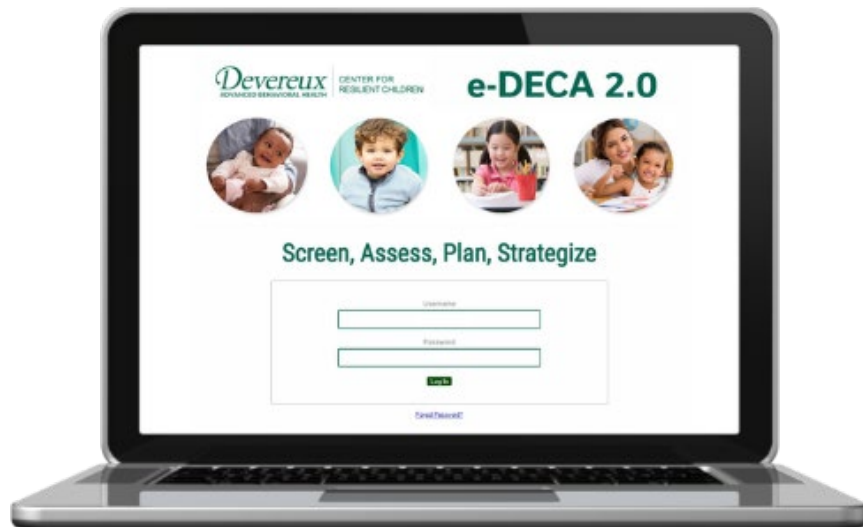 Devereux
ADVANCED BEHAVIORAL HEALTH
CENTER FOR
RESILIENT CHILDREN
e-DECA 2.0
Screen, Assess, Plan, Strategize
Username
Password
Log In
Forgot Password?